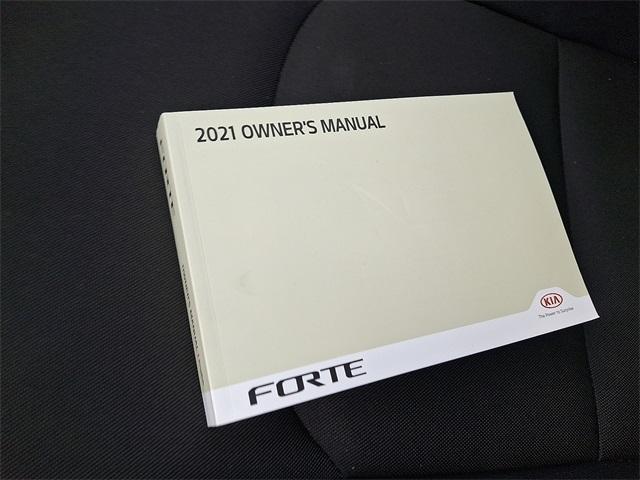 2021 OWNER'S MANUAL
KIA
The Power to Surprise
FORTE